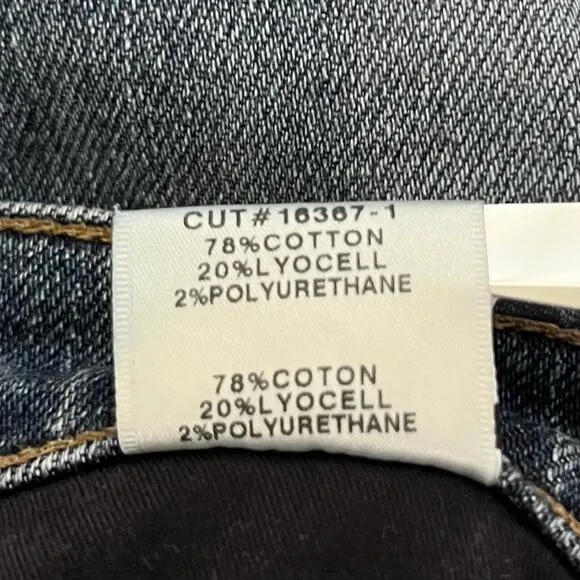 CUT# 16367-1
78%COTTON
20%LYOCELL
2%POLYURETHANE
78%COTON
20%LYOCELL
2%POLYURETHANE